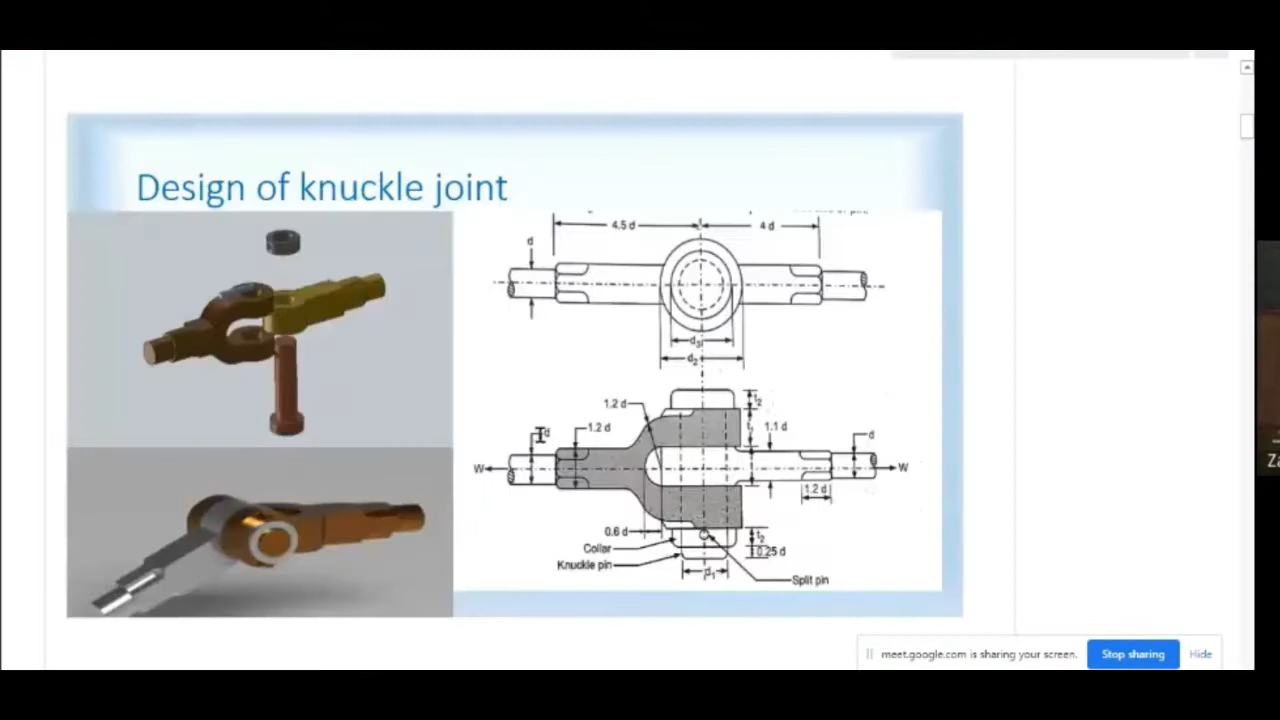 Design of knuckle joint
4.5 d
4 d
d
d₃
d₂
t₂
1.2 d
t₁
1.1 d
d
1.2 d
d
W
W
1.2 d
0.6 d
t₂
Collar
0.25 d
Knuckle pin
d₁
Split pin
Za
meet.google.com is sharing your screen.
Stop sharing
Hide